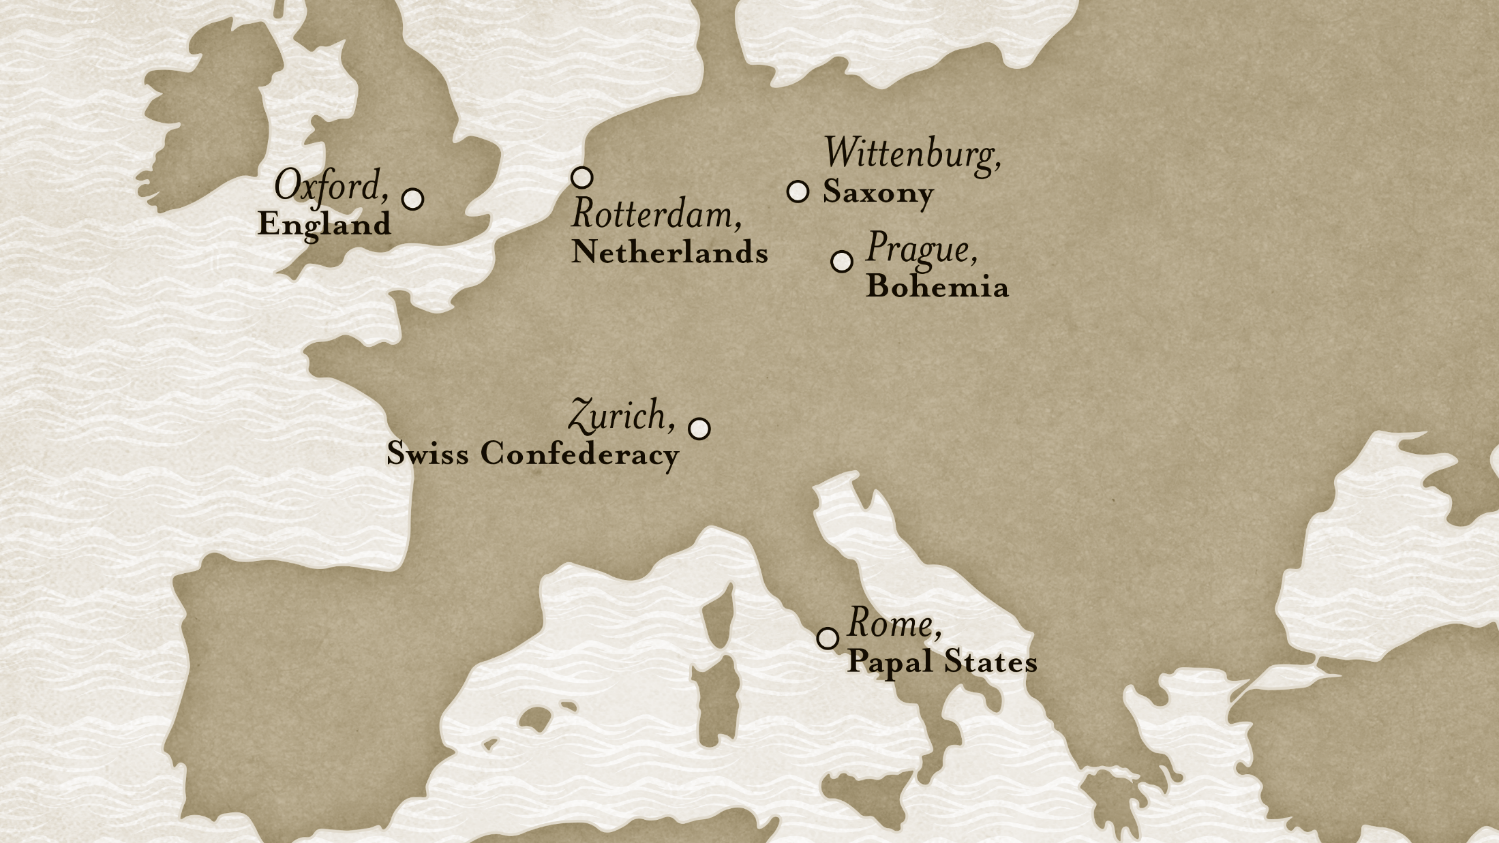 Wittenburg,
Saxony
Oxford,
England
Rotterdam,
Netherlands
Prague,
Bohemia
Zurich,
Swiss Confederacy
Rome,
Papal States